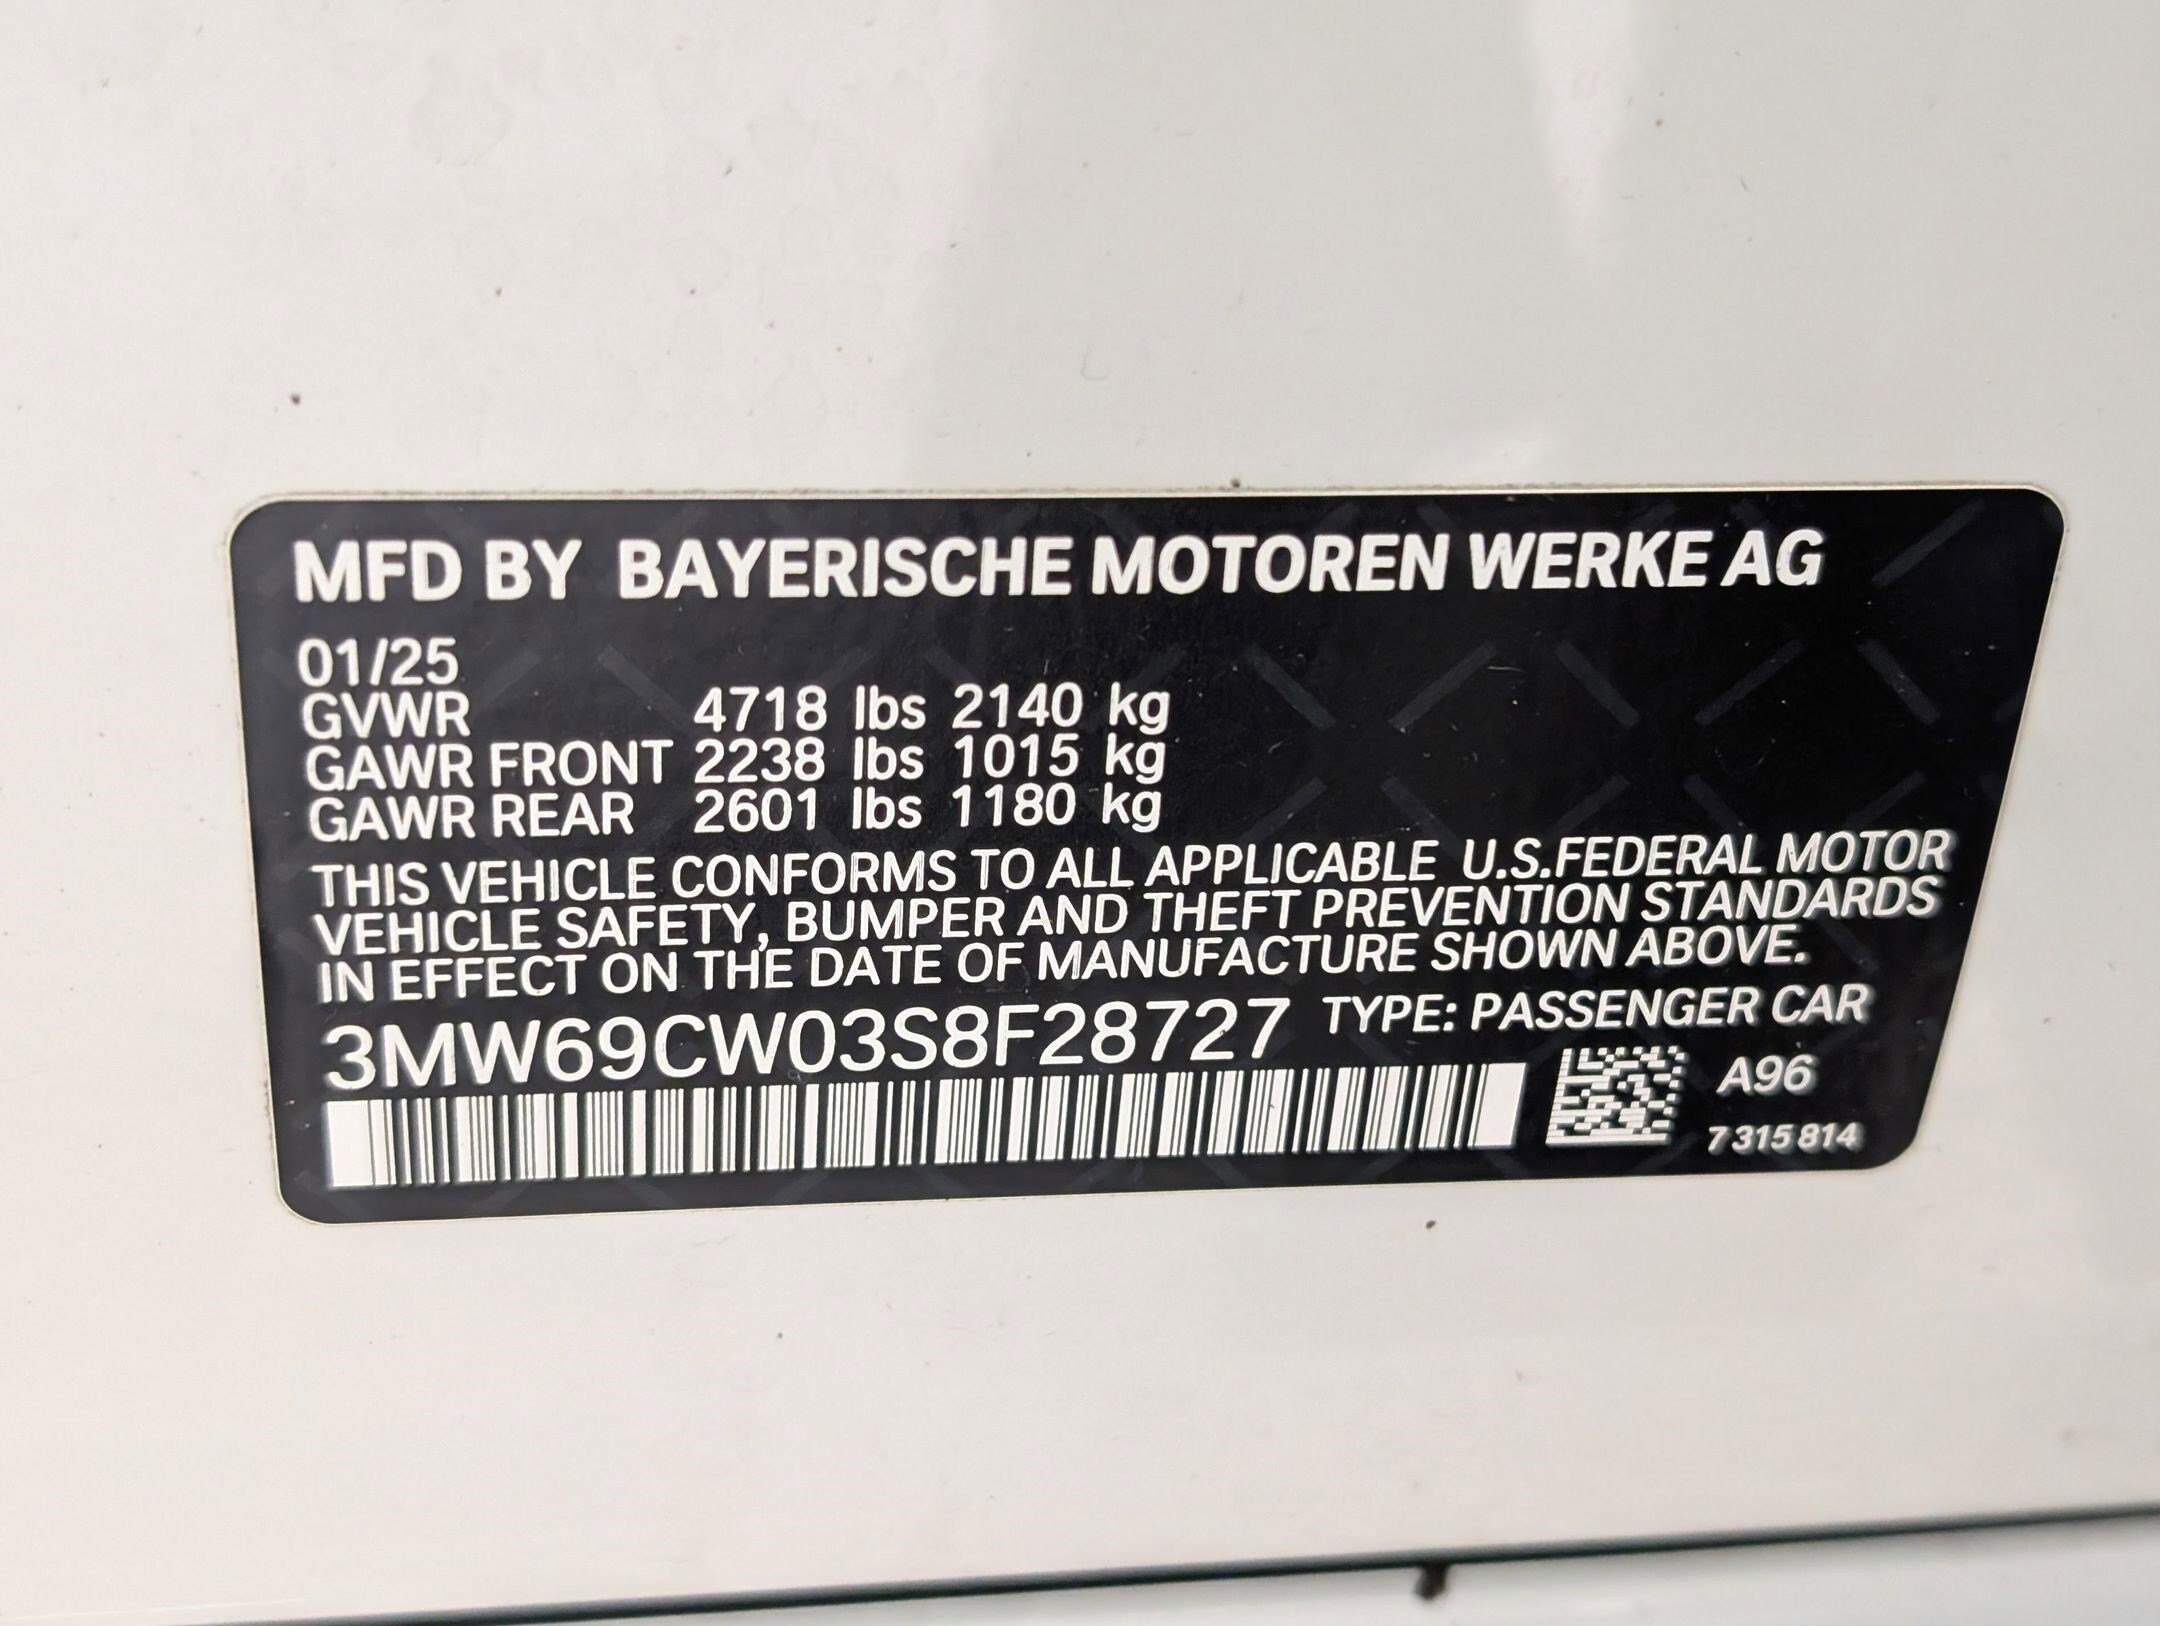 MFD BY BAYERISCHE MOTOREN WERKE AG
01/25
GVWR 4718 lbs 2140 kg
GAWR FRONT 2238 lbs 1015 kg
GAWR REAR 2601 lbs 1180 kg
THIS VEHICLE CONFORMS TO ALL APPLICABLE U.S.FEDERAL MOTOR
VEHICLE SAFETY, BUMPER AND THEFT PREVENTION STANDARDS
IN EFFECT ON THE DATE OF MANUFACTURE SHOWN ABOVE.
3MW69CW03S8F28727 TYPE: PASSENGER CAR
A96
7 315 814